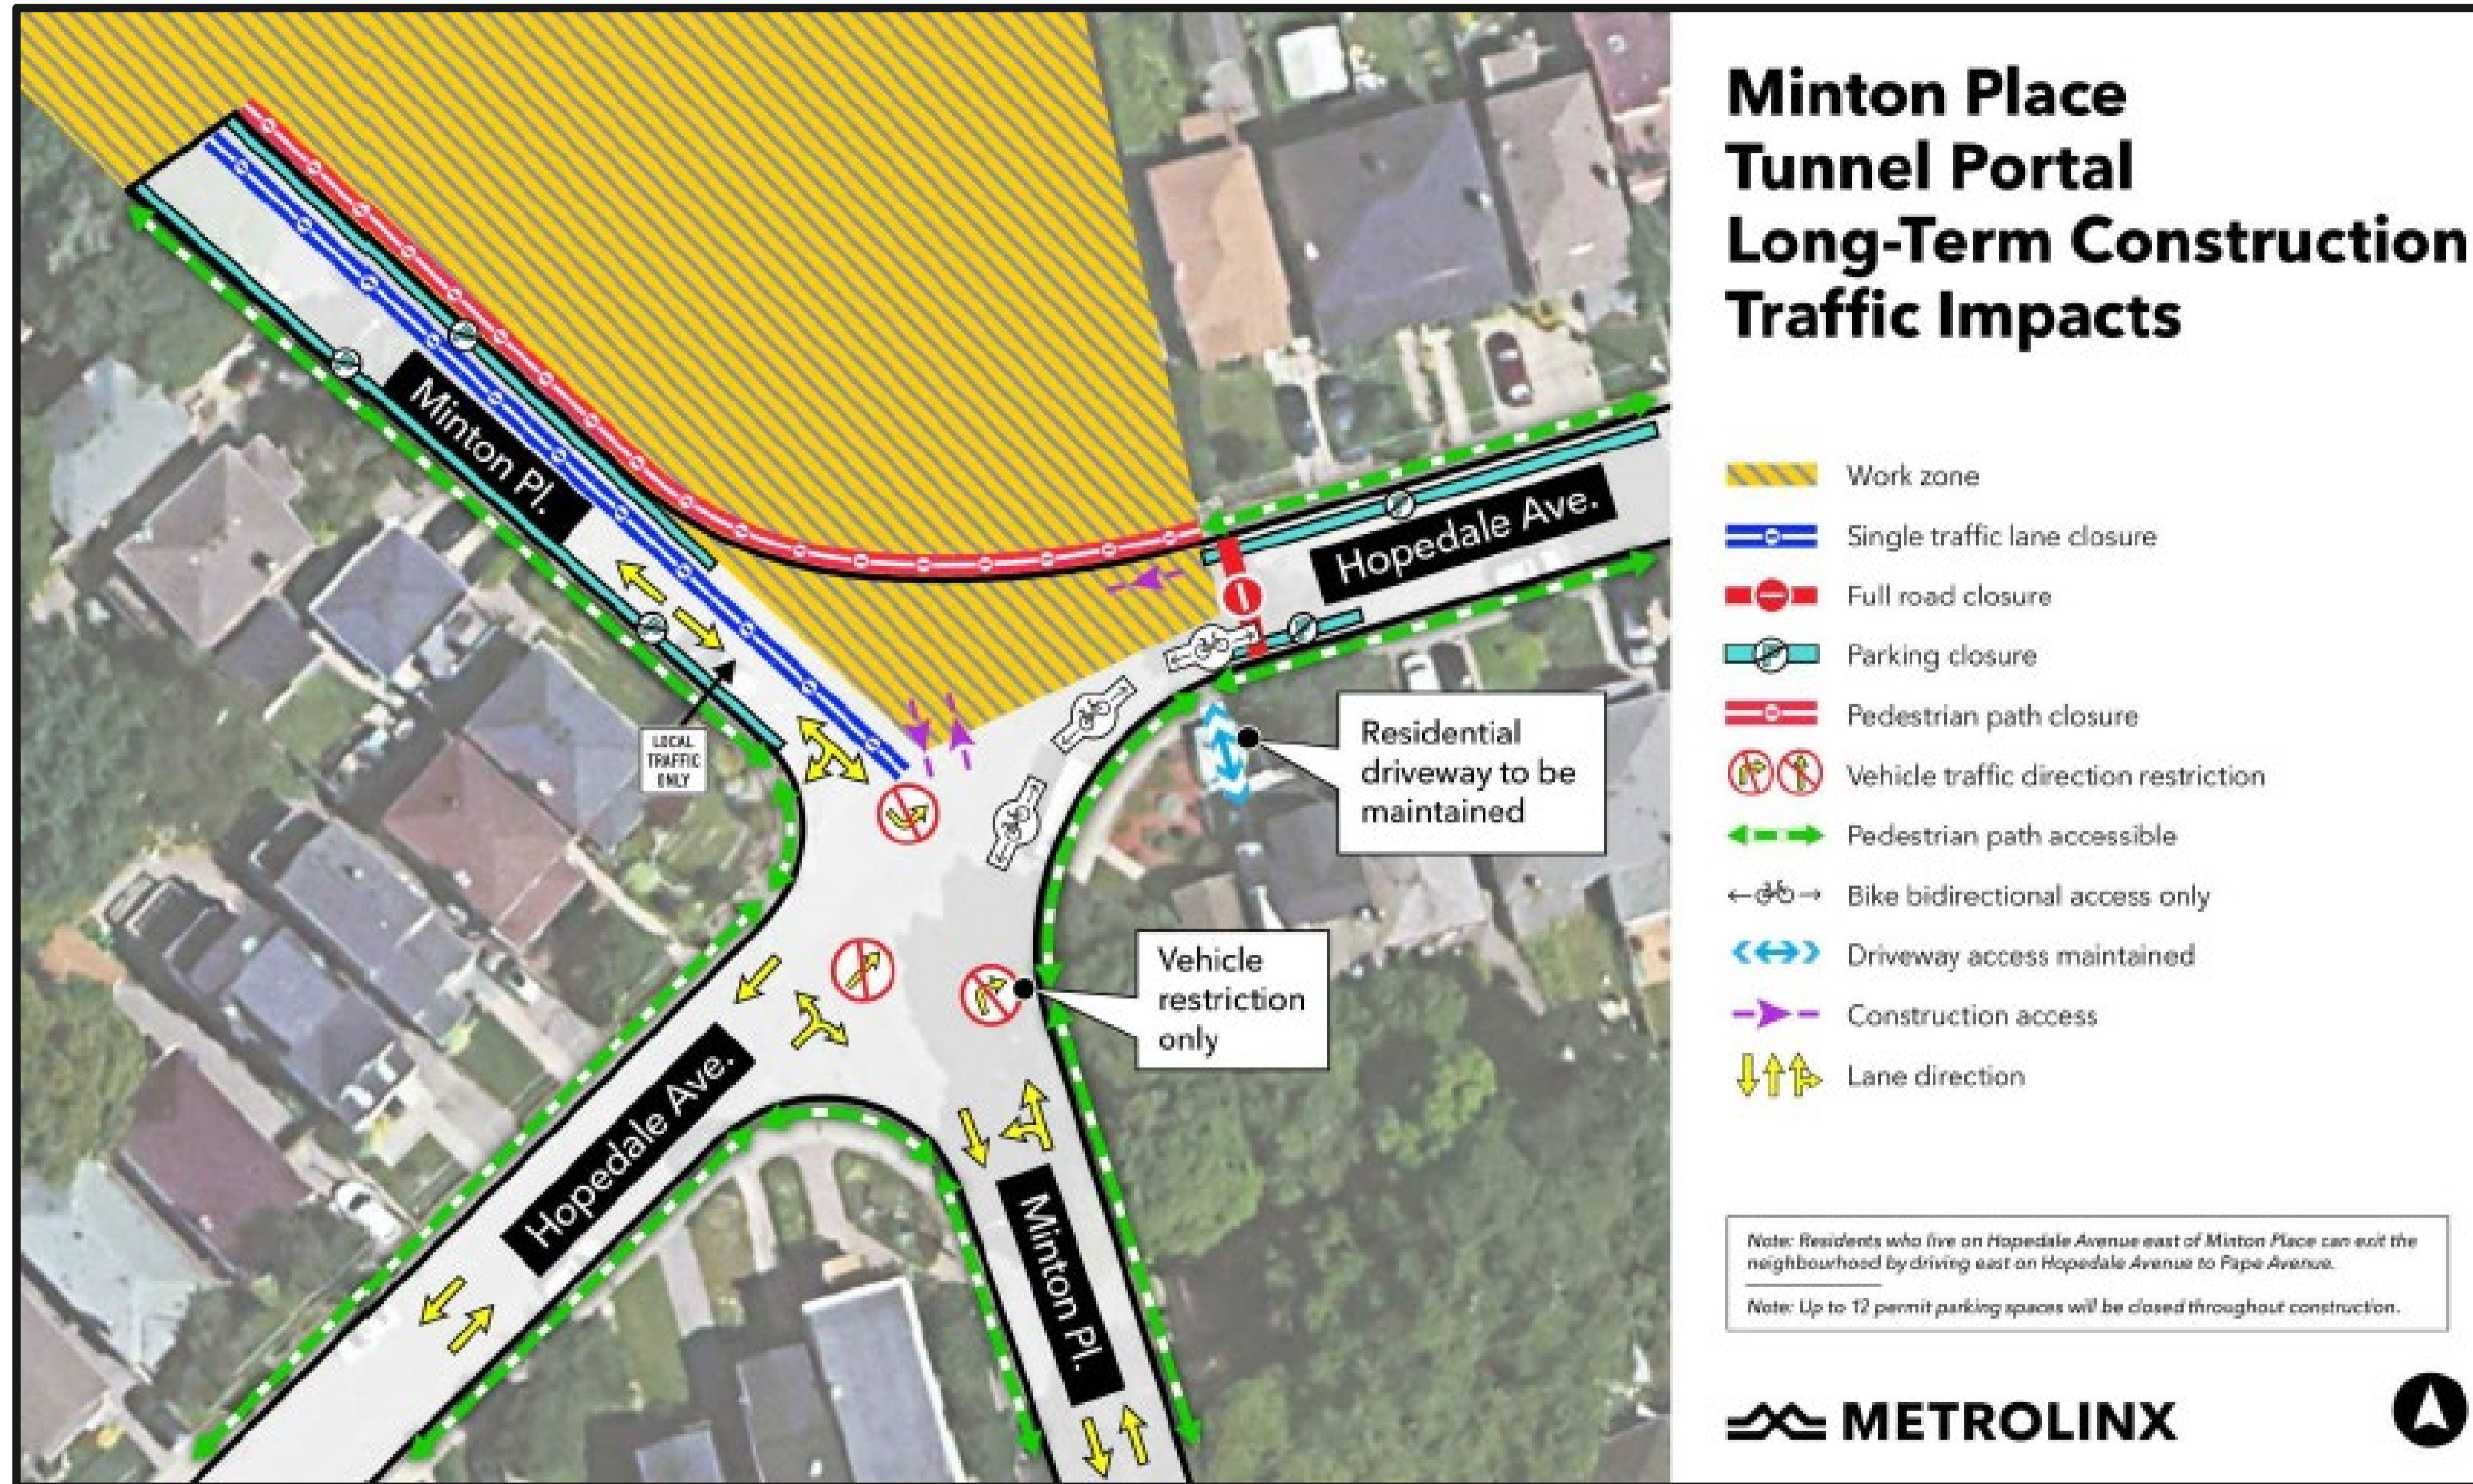 Minton Place
Tunnel Portal
Long-Term Construction
Traffic Impacts
Work zone
Single traffic lane closure
Full road closure
Parking closure
Pedestrian path closure
Vehicle traffic direction restriction
Pedestrian path accessible
Bike bidirectional access only
Driveway access maintained
Construction access
Lane direction
Note: Residents who live on Hopedale Avenue east of Minton Place can exit the
neighbourhood by driving east on Hopedale Avenue to Pape Avenue.
Note: Up to 12 permit parking spaces will be closed throughout construction.
METROLINX
Minton Pl.
Hopedale Ave.
LOCAL
TRAFFIC
ONLY
Residential
driveway to be
maintained
Vehicle
restriction
only
Hopedale Ave.
Minton Pl.